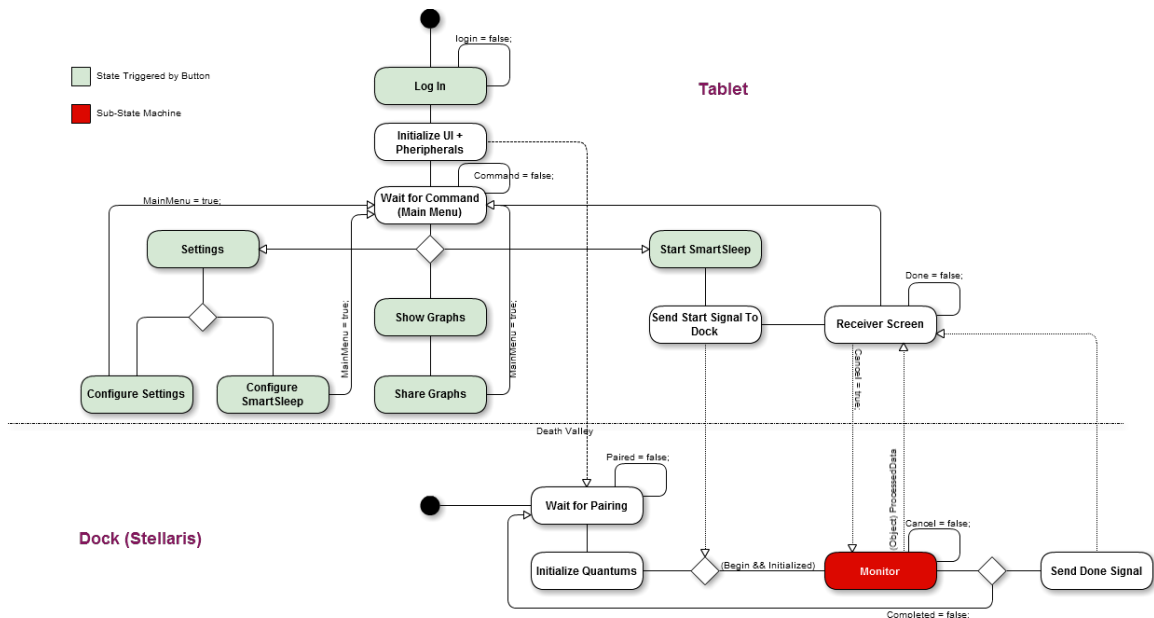 login = false;
State Triggered by Button
Log In
Tablet
Sub-State Machine
Initialize UI +
Pheripherals
Command = false;
Wait for Command
(Main Menu)
MainMenu = true;
Settings
Start SmartSleep
Done = false;
Show Graphs
Send Start Signal To
Dock
Receiver Screen
MainMenu = true;
MainMenu = true;
Cancel = true;
Configure Settings
Configure
SmartSleep
Share Graphs
Death Valley
Paired = false;
(Object) ProcessedData
Wait for Pairing
Cancel = false;
Dock (Stellaris)
Initialize Quantums
(Begin && Initialized)
Monitor
Send Done Signal
Completed = false;